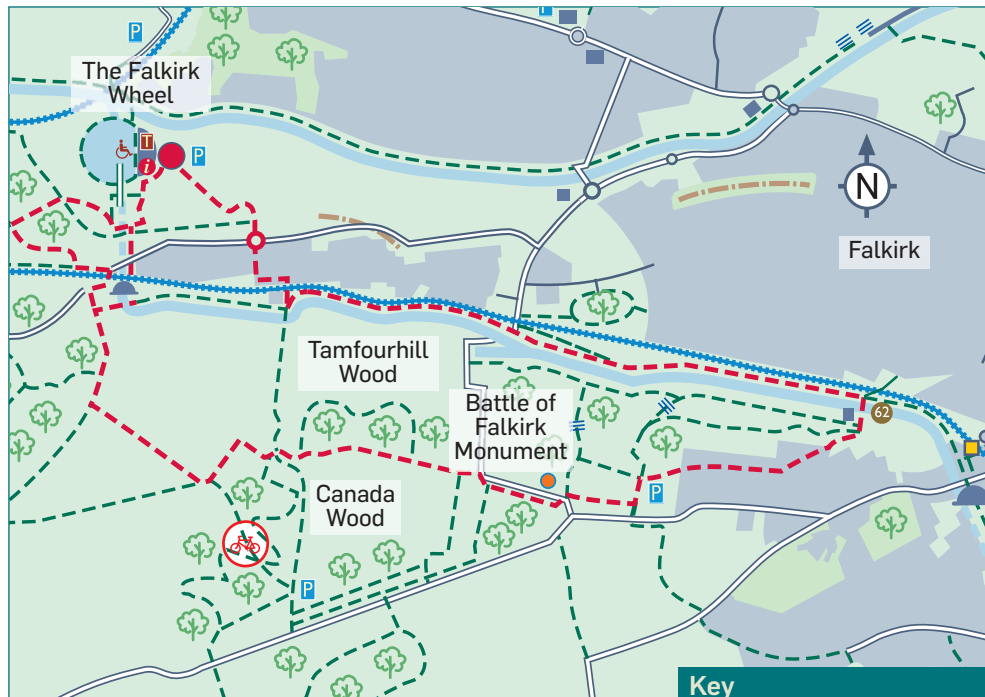 P
P
The Falkirk
Wheel
T
i
P
N
Falkirk
Tamfourhill
Wood
Battle of
Falkirk
Monument
62
Canada
Wood
P
P
Key